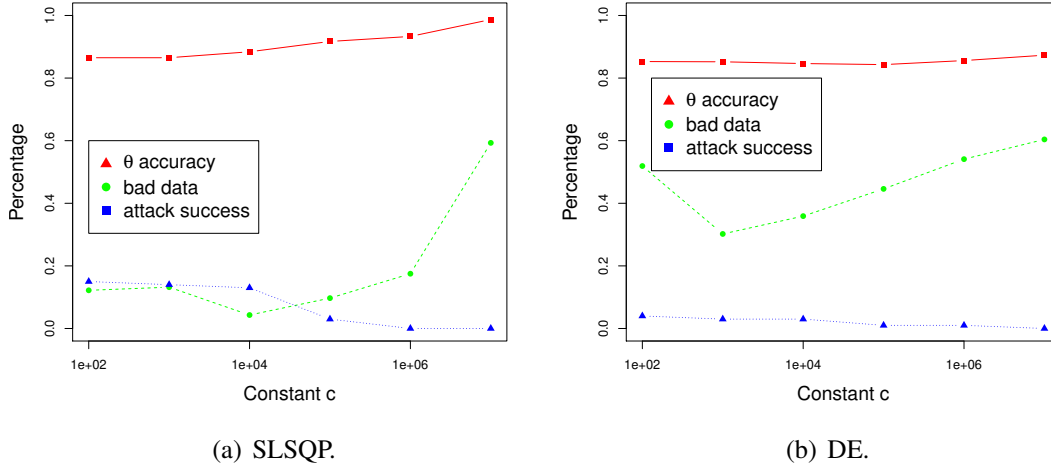 1.0
0.8
0.6
0.4
0.2
0.0
Percentage
θ accuracy
bad data
attack success
1e+02
1e+04
1e+06
Constant c
(a) SLSQP.
1.0
0.8
0.6
0.4
0.2
0.0
Percentage
θ accuracy
bad data
attack success
1e+02
1e+04
1e+06
Constant c
(b) DE.